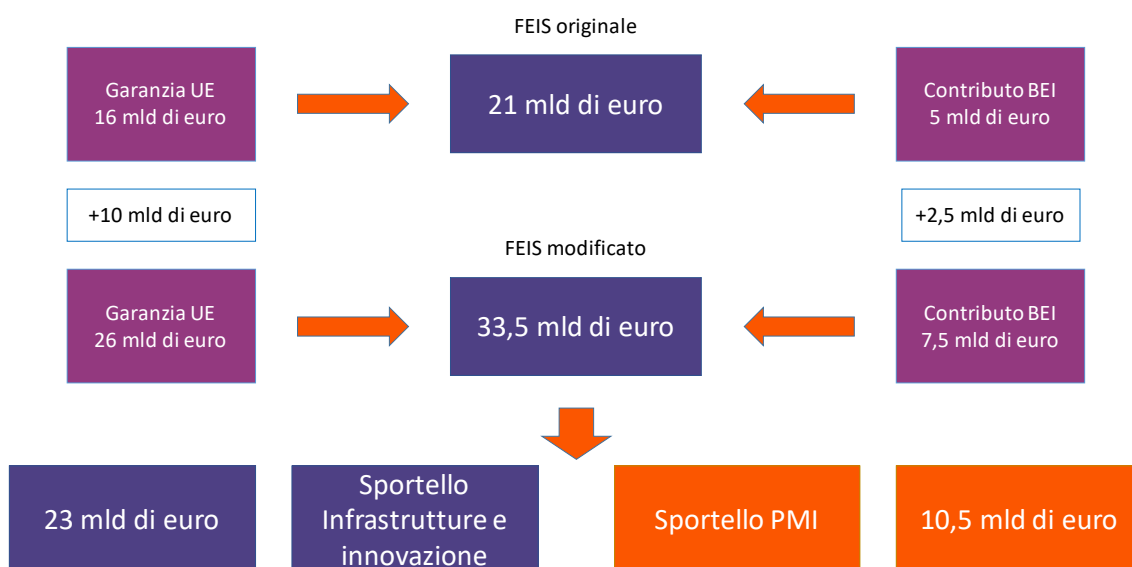 FEIS originale
Garanzia UE
16 mld di euro
21 mld di euro
Contributo BEI
5 mld di euro
+10 mld di euro
+2,5 mld di euro
FEIS modificato
Garanzia UE
26 mld di euro
33,5 mld di euro
Contributo BEI
7,5 mld di euro
23 mld di euro
Sportello
Infrastrutture e
innovazione
Sportello PMI
10,5 mld di euro